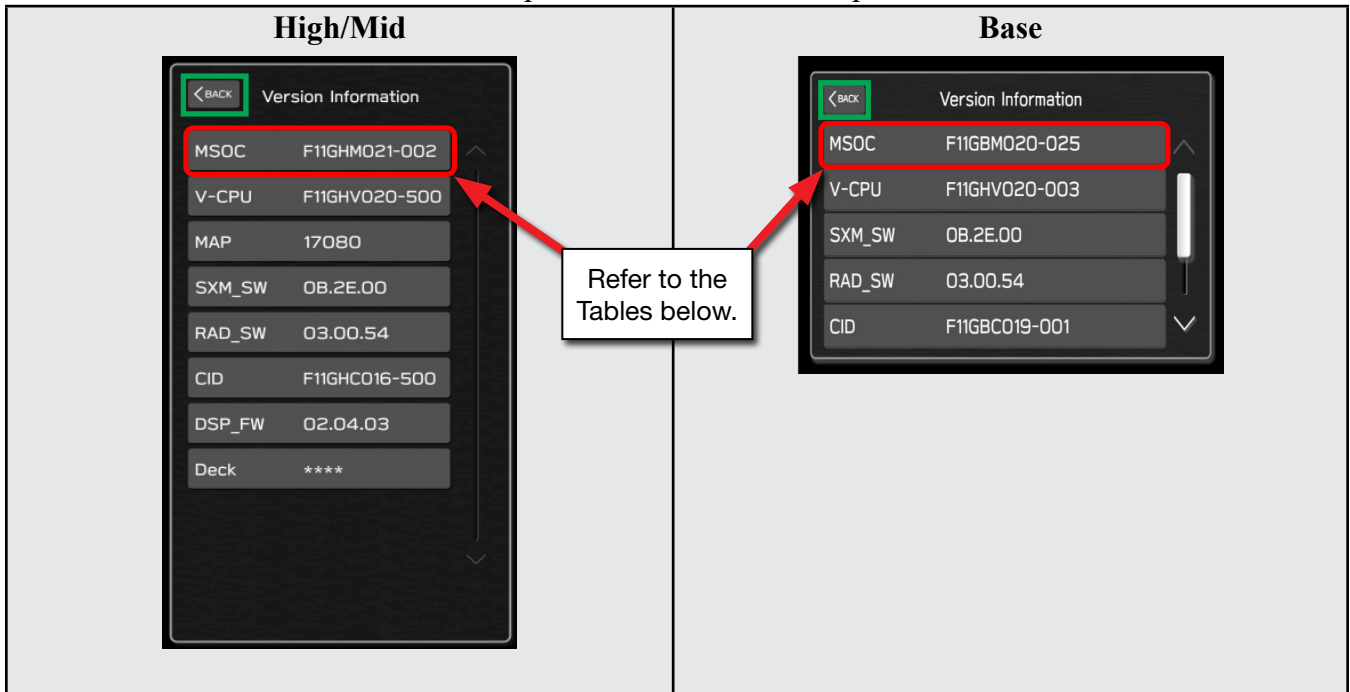 High/Mid
Base
BACK Version Information
MSOC F11GHM021-002
V-CPU F11GHV020-500
MAP 17080
SXM_SW 0B.2E.00
RAD_SW 03.00.54
CID F11GHC016-500
DSP_FW 02.04.03
Deck ****
Refer to the
Tables below.
BACK Version Information
MSOC F11GBM020-025
V-CPU F11GHV020-003
SXM_SW 0B.2E.00
RAD_SW 03.00.54
CID F11GBC019-001